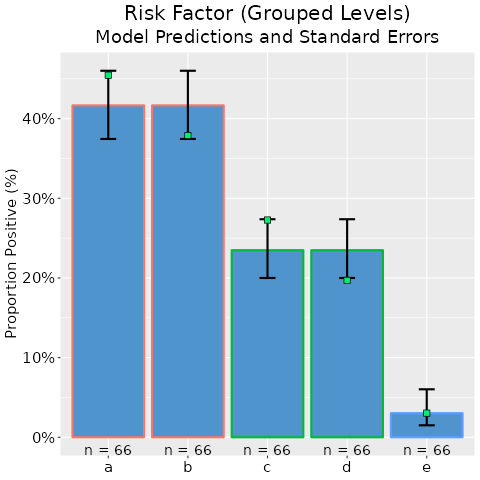 Risk Factor (Grouped Levels)
Model Predictions and Standard Errors
Proportion Positive (%)
40%
30%
20%
10%
0%
n = 66 n = 66 n = 66 n = 66 n = 66
a b c d e